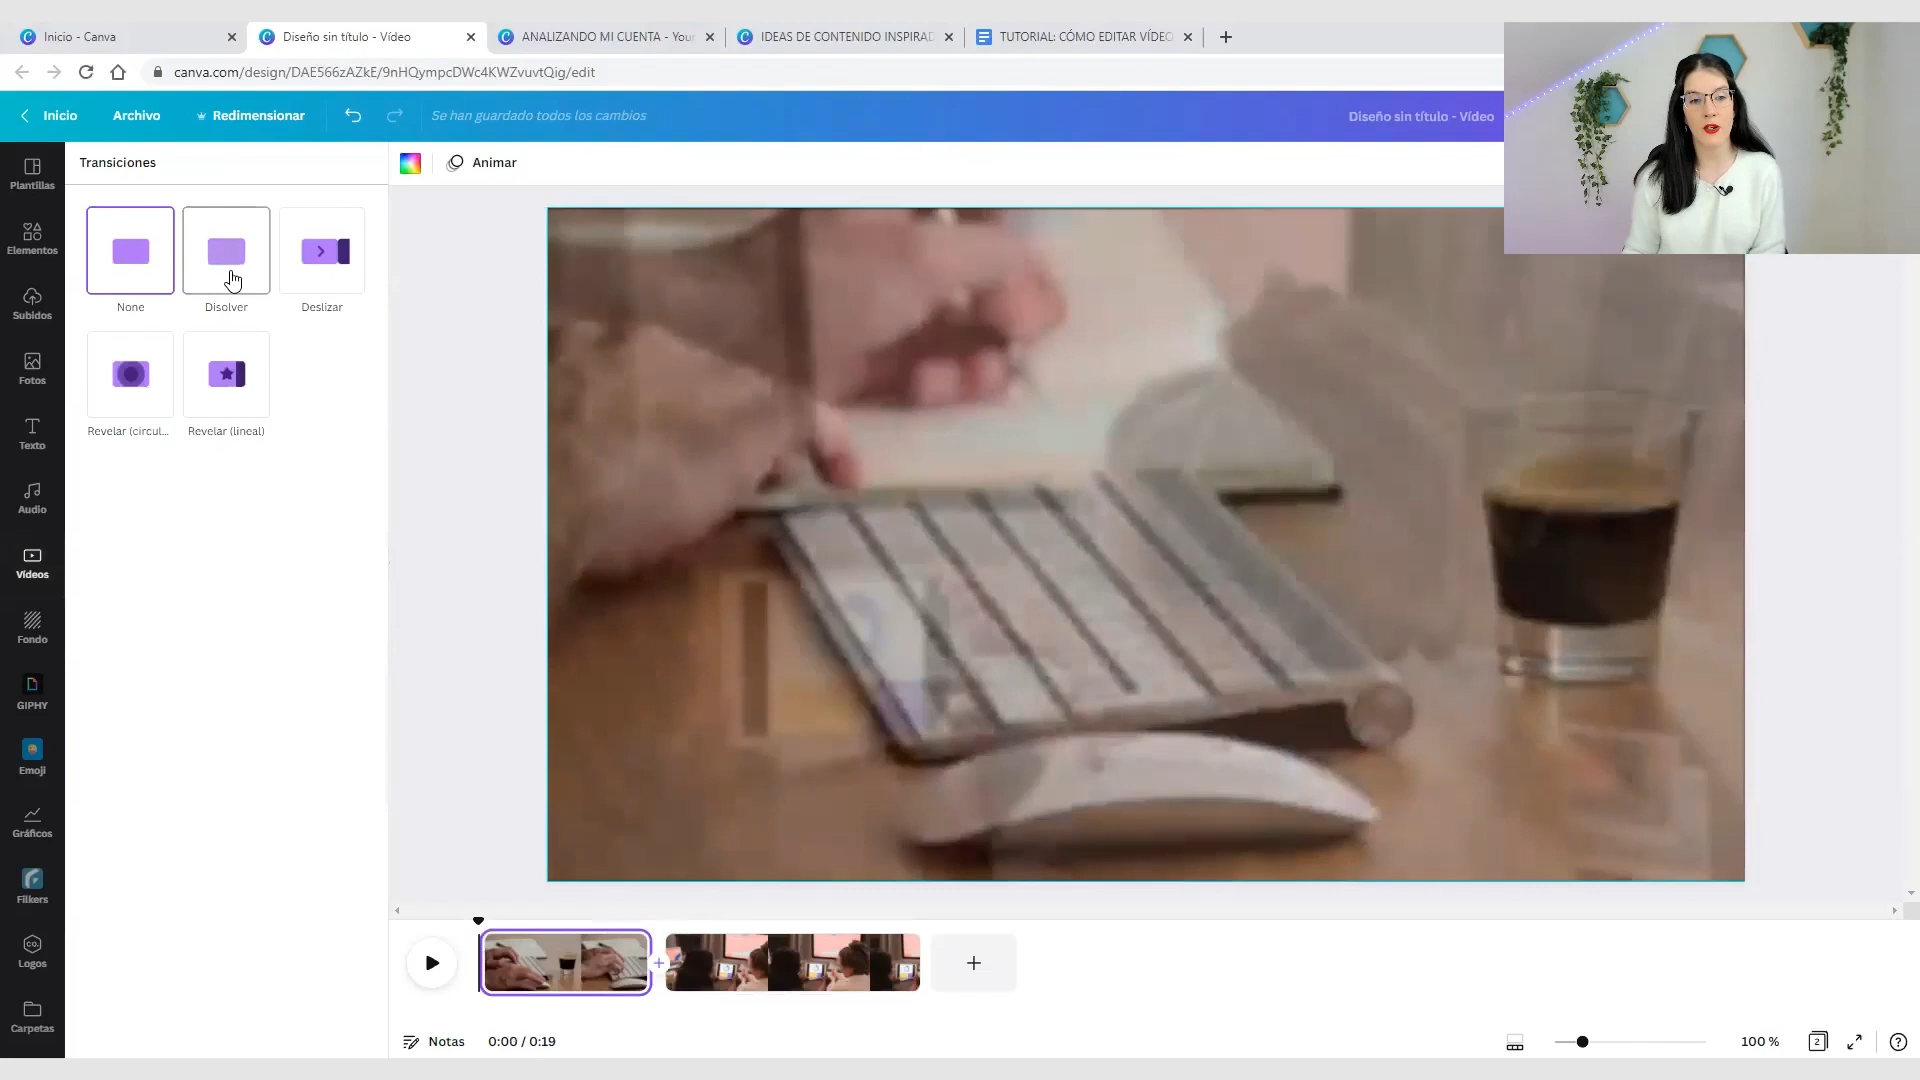 Inicio - Canva
Diseño sin título - Vídeo
ANALIZANDO MI CUENTA - Your
IDEAS DE CONTENIDO INSPIRAD
TUTORIAL: CÓMO EDITAR VÍDEO
canva.com/design/DAE566zAZkE/9nHQympcDWc4KWZvuvtQig/edit
Inicio
Archivo
Redimensionar
Se han guardado todos los cambios
Diseño sin título - Vídeo
Plantillas
Elementos
Subidos
Fotos
Texto
Audio
Vídeos
Fondo
GIPHY
Emoji
Gráficos
Filkers
co.
Logos
Carpetas
Transiciones
None
Disolver
Deslizar
Revelar (circul...
Revelar (lineal)
Animar
Notas
0:00 / 0:19
100 %
2